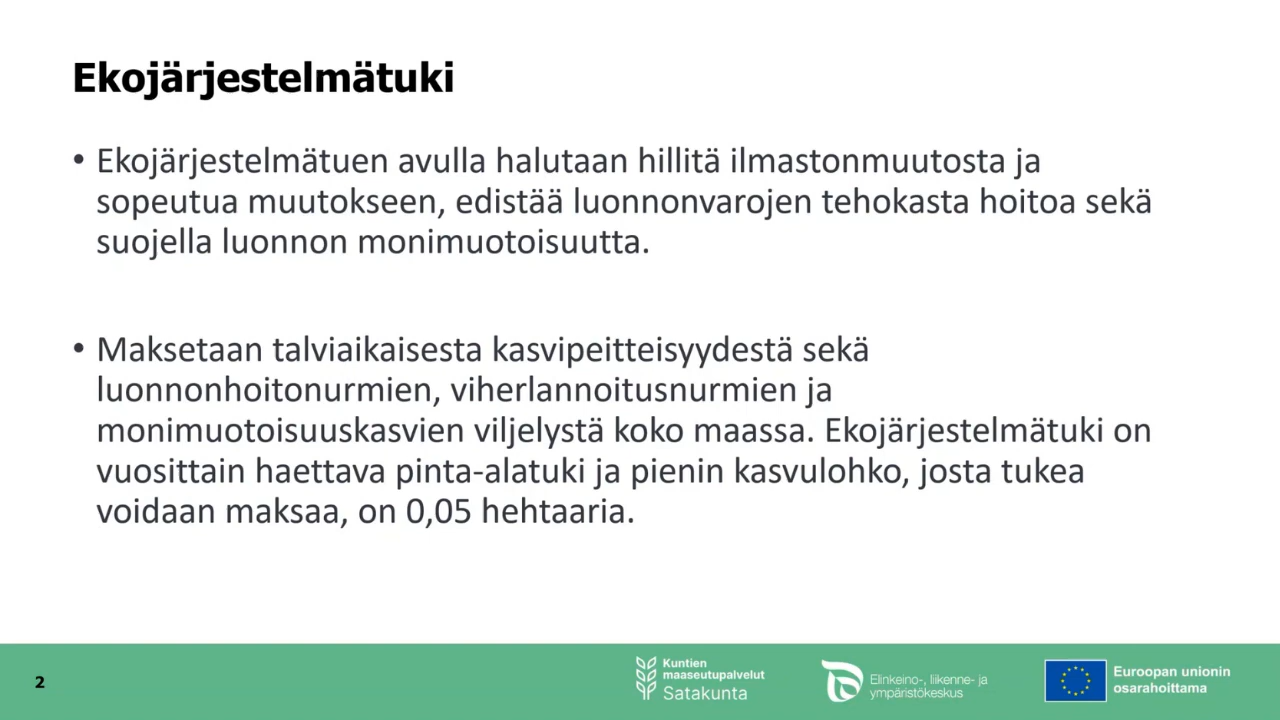 Ekojärjestelmätuki
• Ekojärjestelmätuen avulla halutaan hillitä ilmastonmuutosta ja
sopeutua muutokseen, edistää luonnonvarojen tehokasta hoitoa sekä
suojella luonnon monimuotoisuutta.
• Maksetaan talviaikaisesta kasvipeitteisyydestä sekä
luonnonhoitonurmien, viherlannoitusnurmien ja
monimuotoisuuskasvien viljelystä koko maassa. Ekojärjestelmätuki on
vuosittain haettava pinta-alatuki ja pienin kasvulohko, josta tukea
voidaan maksaa, on 0,05 hehtaaria.
2
Kuntien
maaseutupalvelut
Satakunta
Elinkeino-, liikenne- ja
ympäristökeskus
Euroopan unionin
osarahoittama